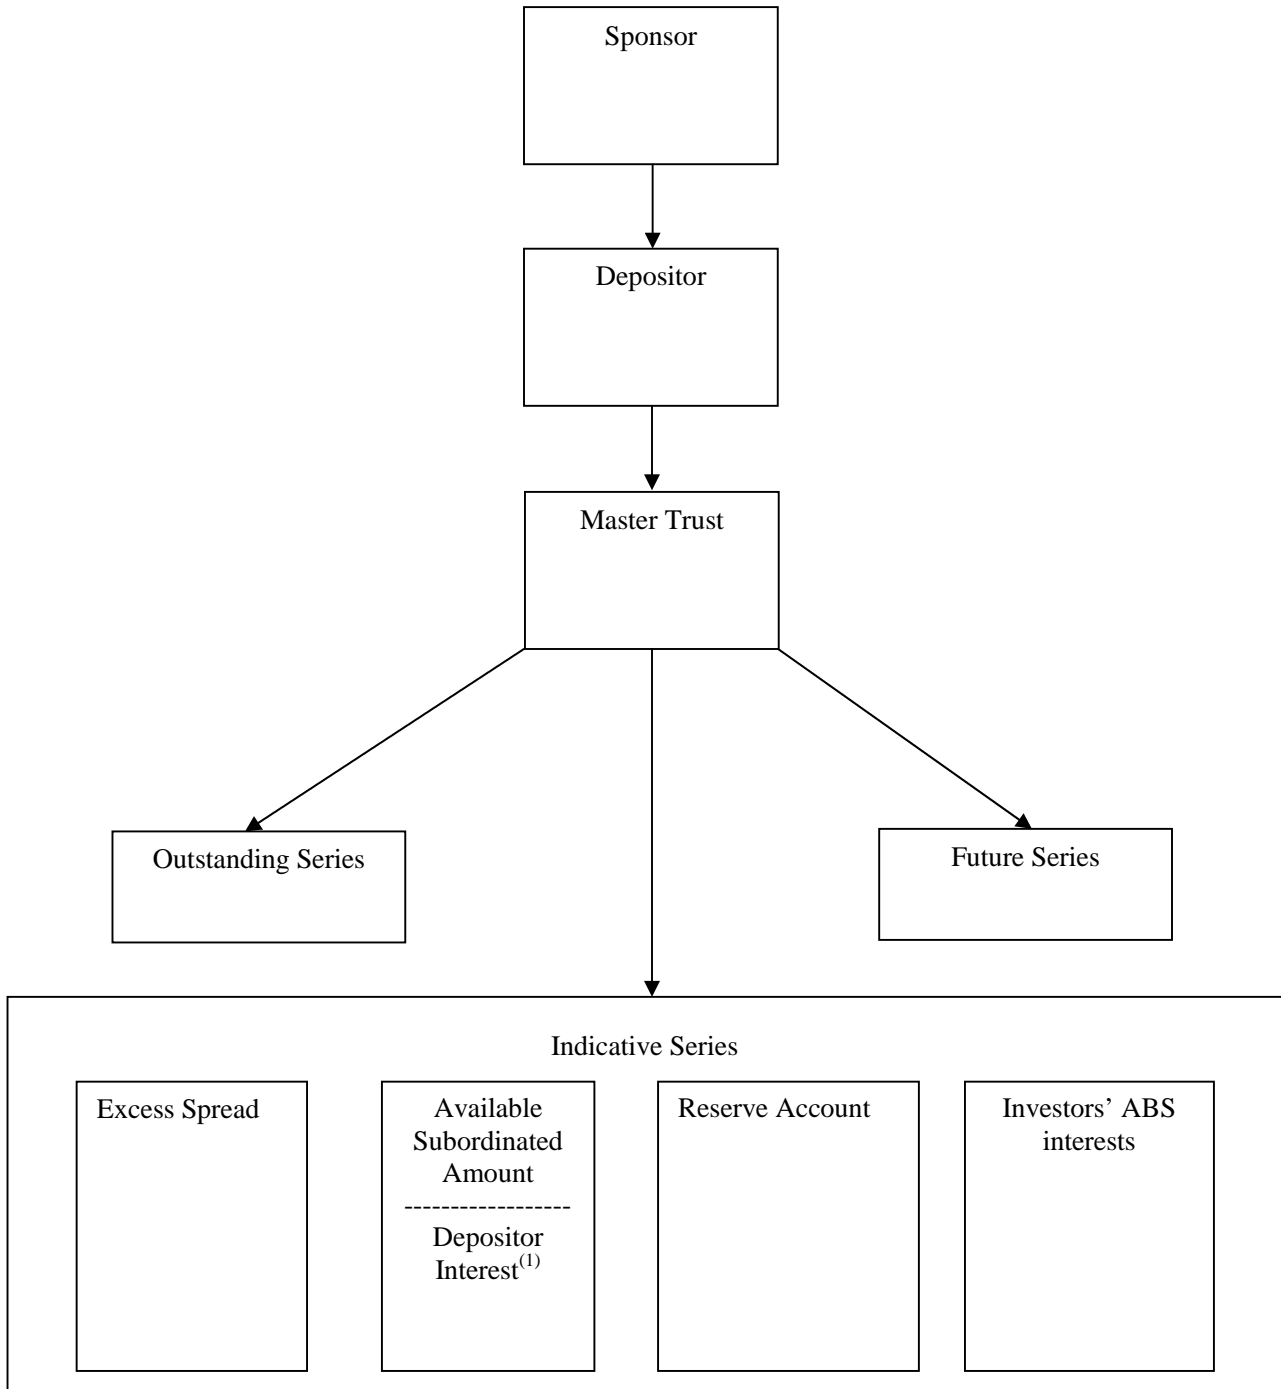 Sponsor
Depositor
Master Trust
Outstanding Series
Future Series
Indicative Series
Excess Spread
Available
Subordinated
Amount
------------------
Depositor
Interest(1)
Reserve Account
Investors’ ABS
interests